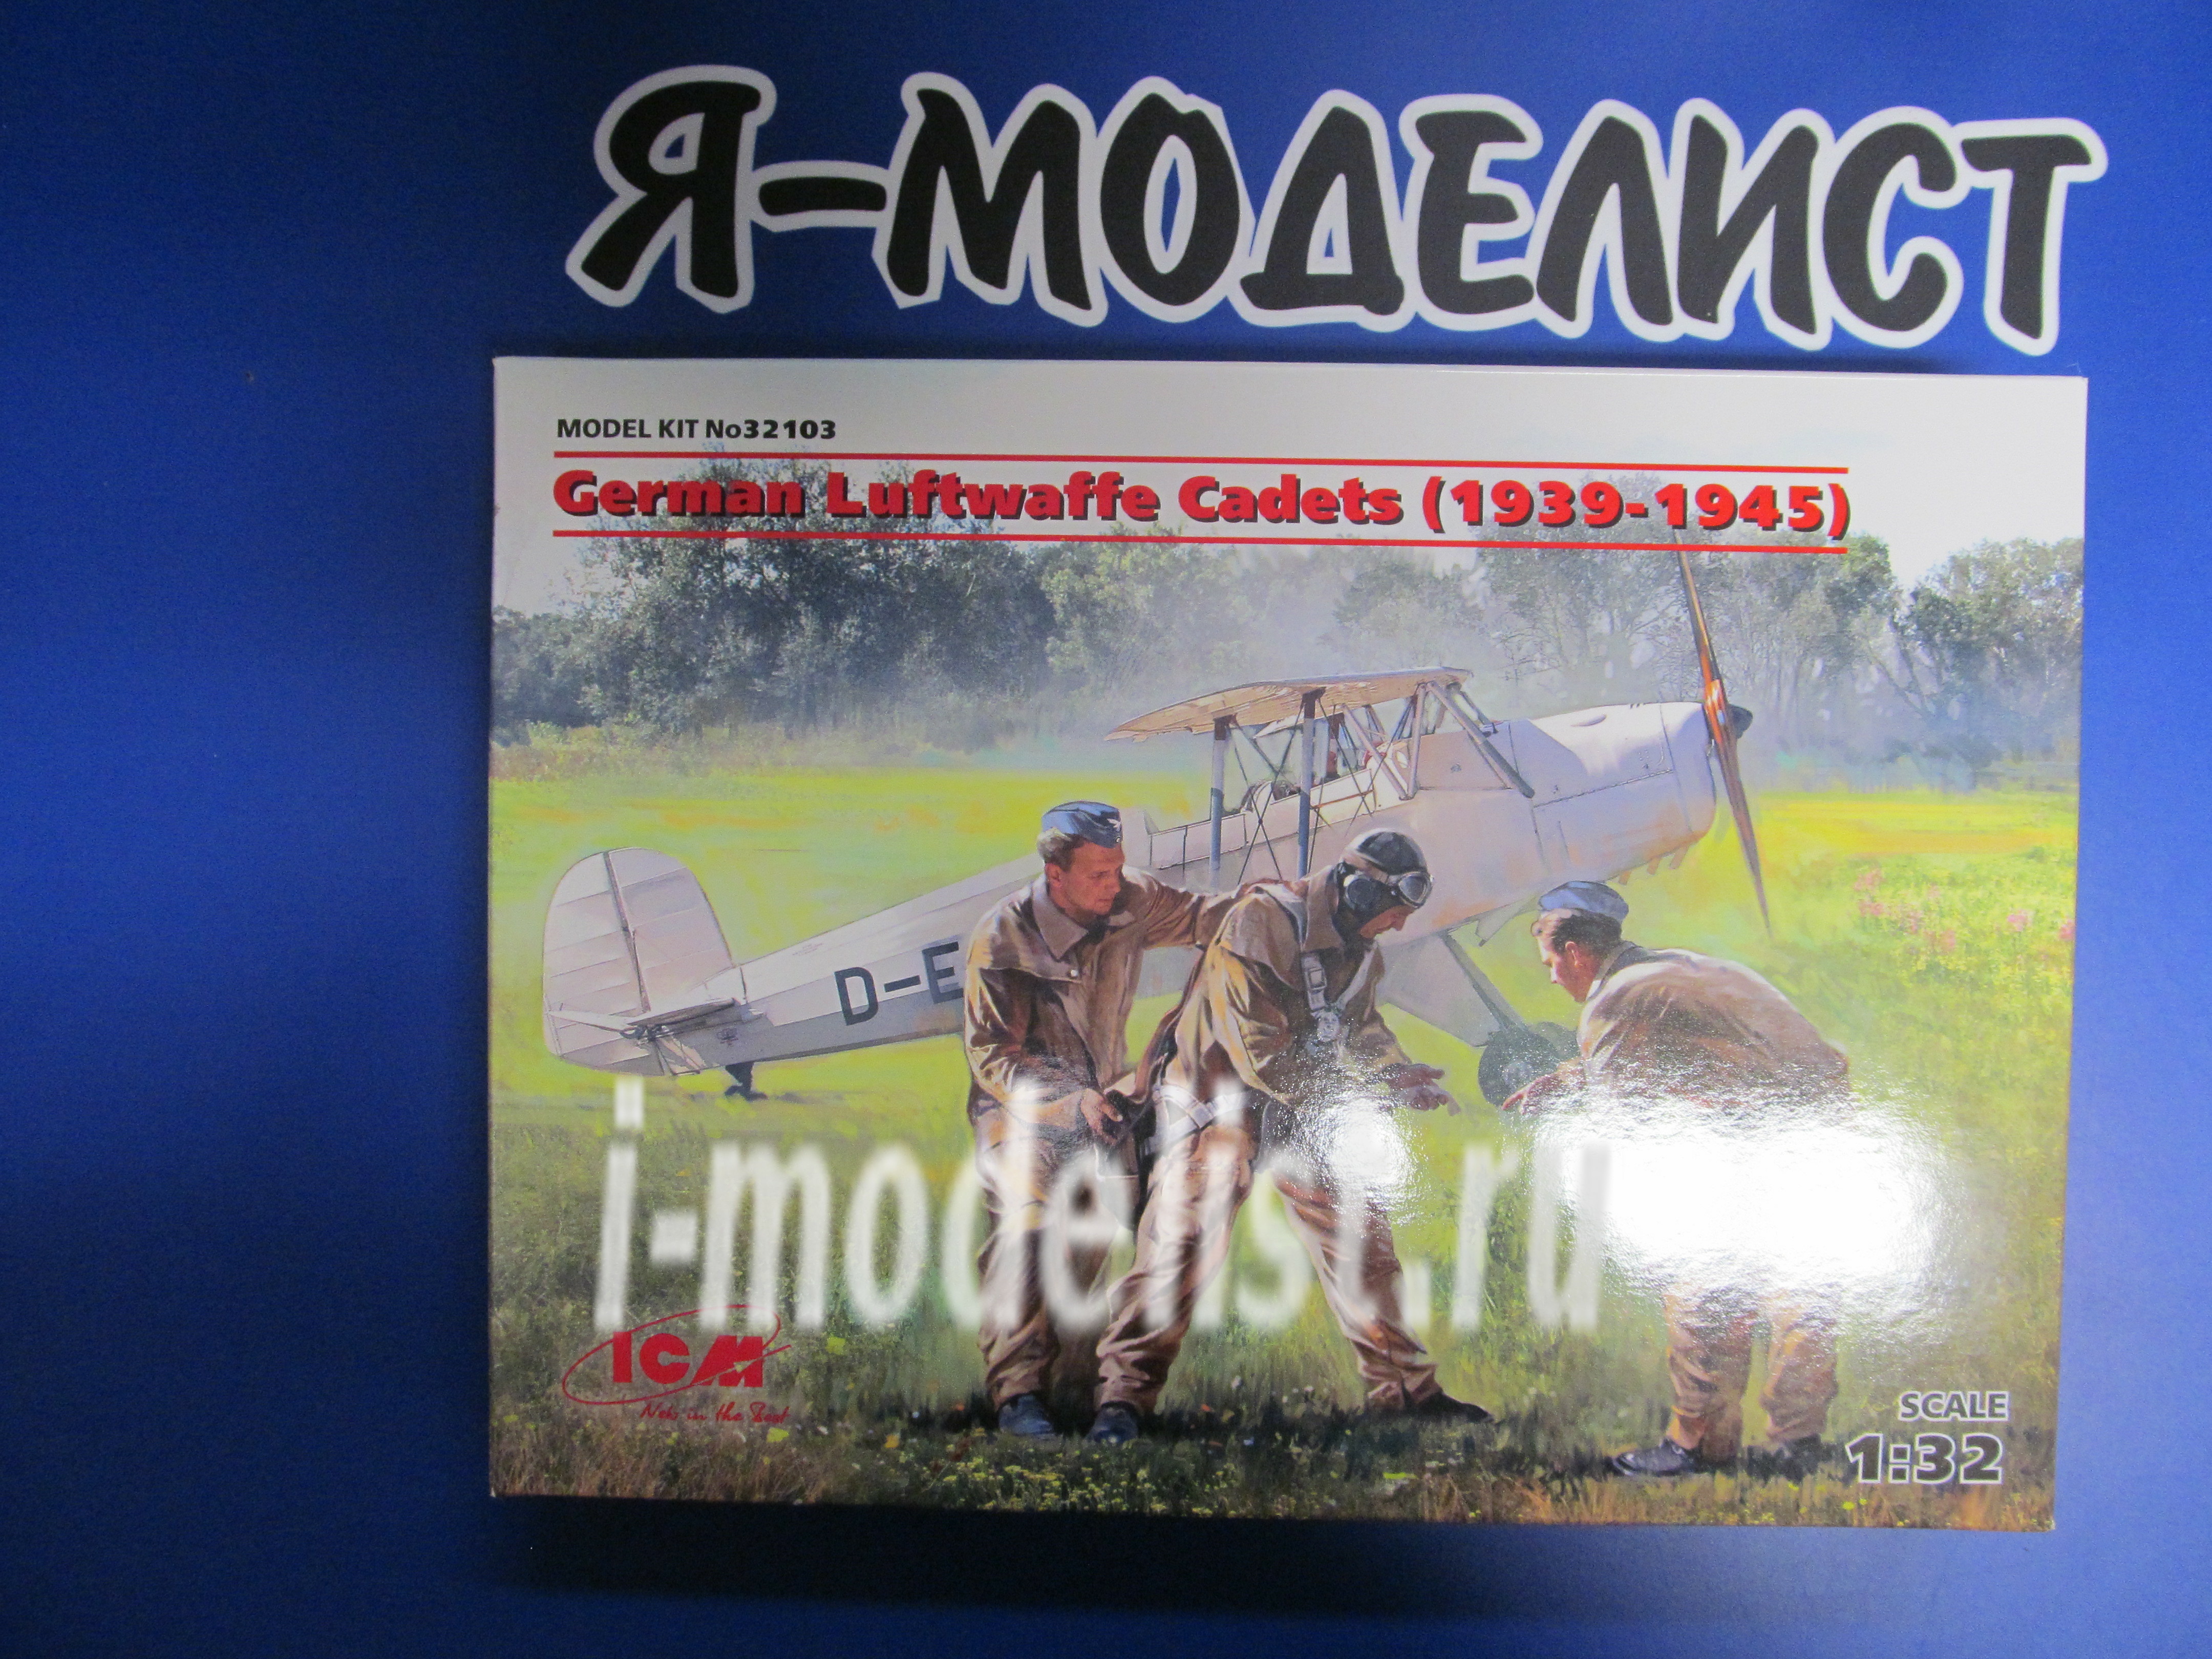 Я-МОДЕЛИСТ
MODEL KIT No32103
German Luftwaffe Cadets (1939-1945)
D-E
i-modelist.ru
ICM
SCALE
1:32